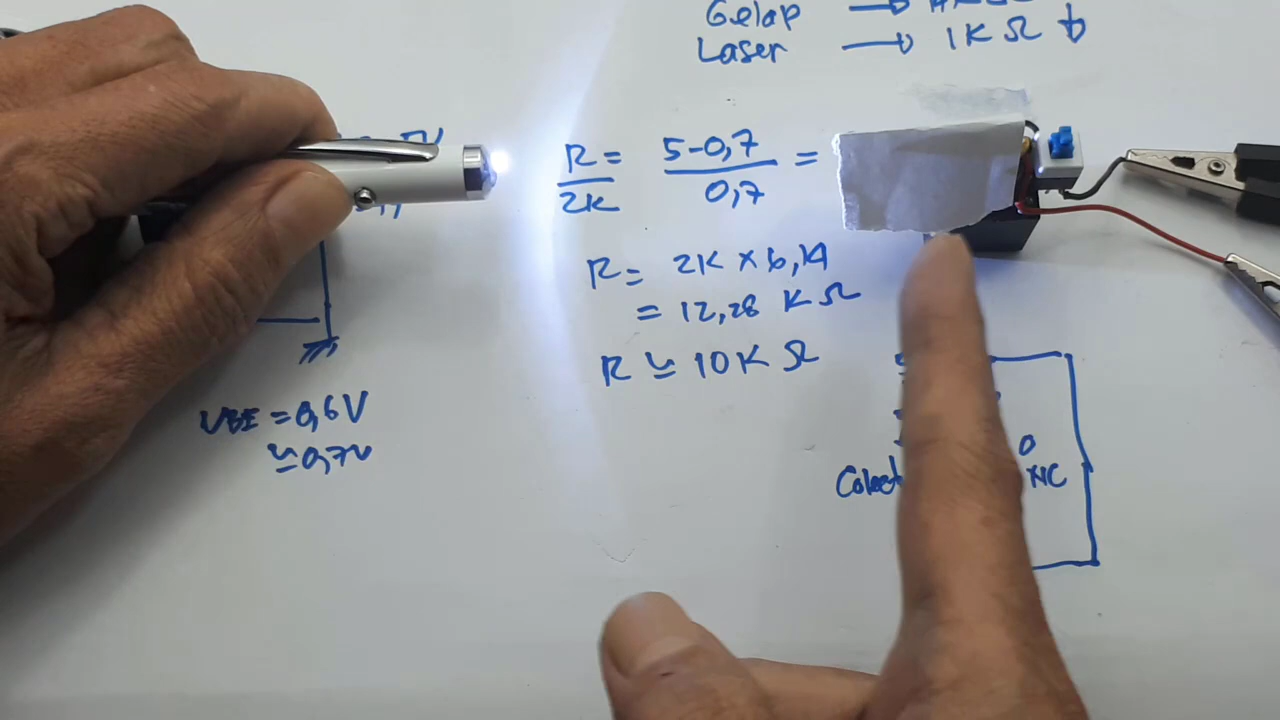 Gelap →
Laser → 1K Ω ↓
R/2K = 5-0,7/0,7 =
R = 2K x 6,14
= 12,28 K Ω
R ≃ 10K Ω
VBE = 0,6V
≃ 0,7V
Colect
NC